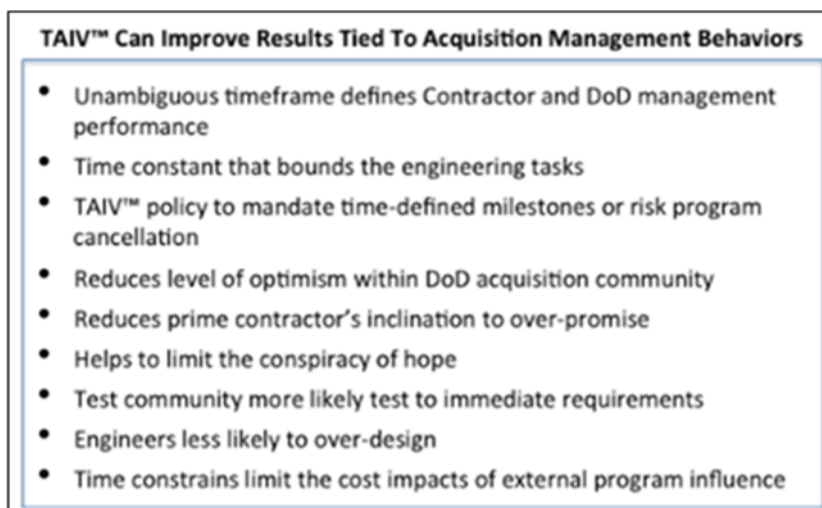 TAIV™ Can Improve Results Tied To Acquisition Management Behaviors
• Unambiguous timeframe defines Contractor and DoD management
performance
• Time constant that bounds the engineering tasks
• TAIV™ policy to mandate time-defined milestones or risk program
cancellation
• Reduces level of optimism within DoD acquisition community
• Reduces prime contractor's inclination to over-promise
• Helps to limit the conspiracy of hope
• Test community more likely test to immediate requirements
• Engineers less likely to over-design
• Time constrains limit the cost impacts of external program influence